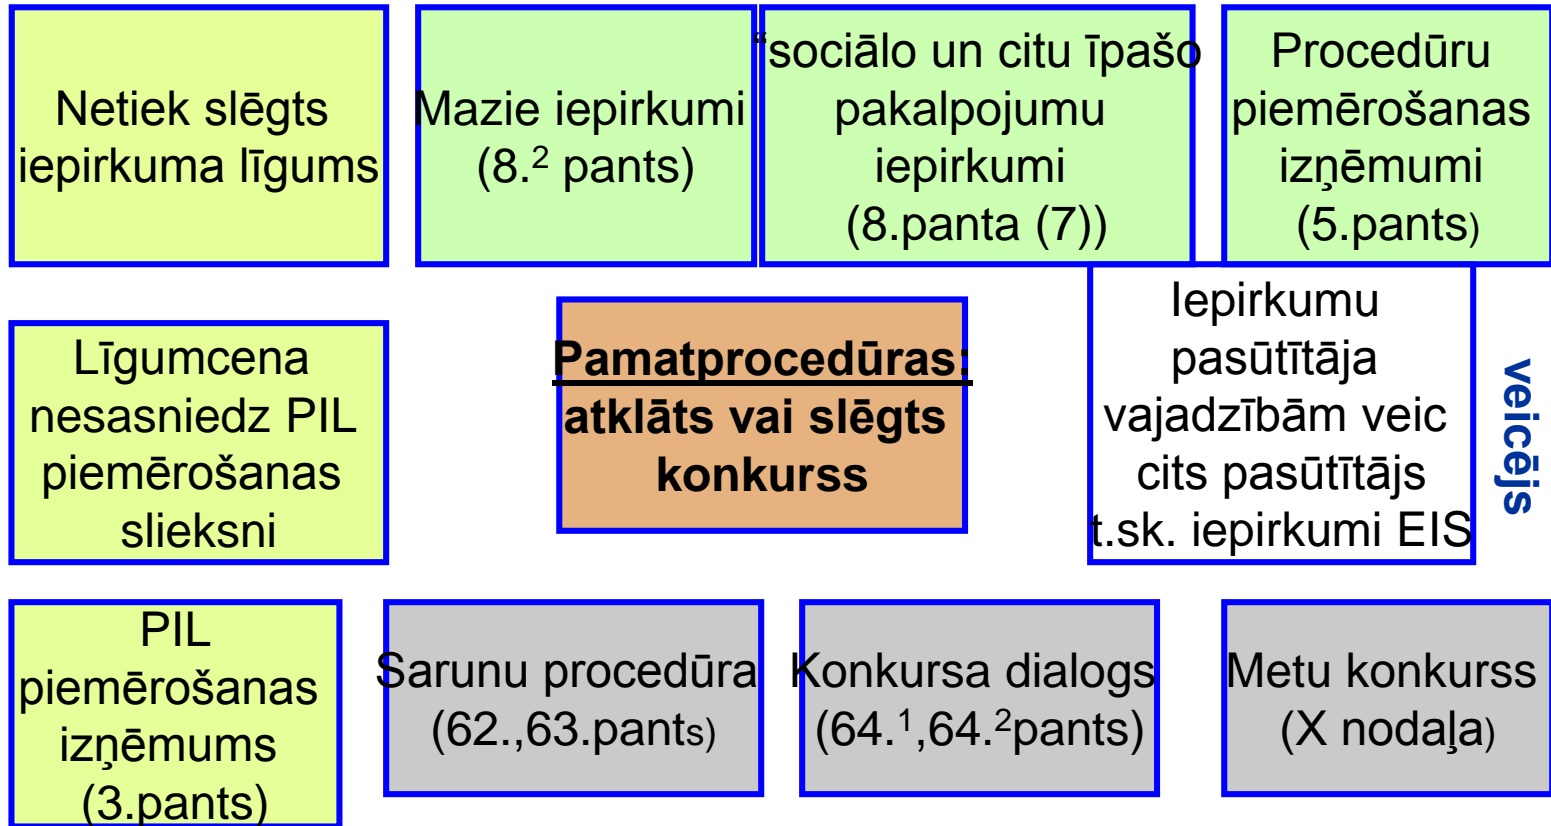 Netiek slēgts
iepirkuma līgums
Mazie iepirkumi
(8.² pants)
“sociālo un citu īpašo
pakalpojumu
iepirkumi
(8.panta (7))
Procedūru
piemērošanas
izņēmumi
(5.pants)
Līgumcena
nesasniedz PIL
piemērošanas
slieksni
Pamatprocedūras:
atklāts vai slēgts
konkurss
Iepirkumu
pasūtītāja
vajadzībām veic
cits pasūtītājs
t.sk. iepirkumi EIS
veicējs
PIL
piemērošanas
izņēmums
(3.pants)
Sarunu procedūra
(62.,63.pants)
Konkursa dialogs
(64.¹,64.²pants)
Metu konkurss
(X nodaļa)